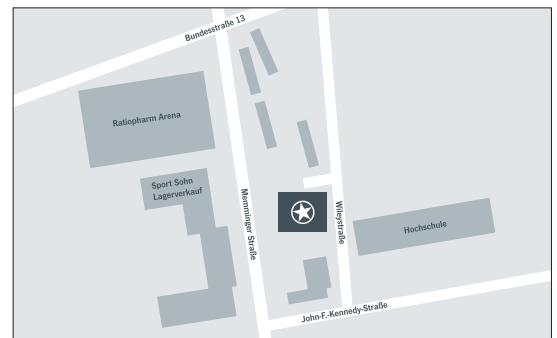 Bundesstraße 13
Ratiopharm Arena
Sport Sohn
Lagerverkauf
Memminger Straße
Wileystraße
Hochschule
John-F.-Kennedy-Straße